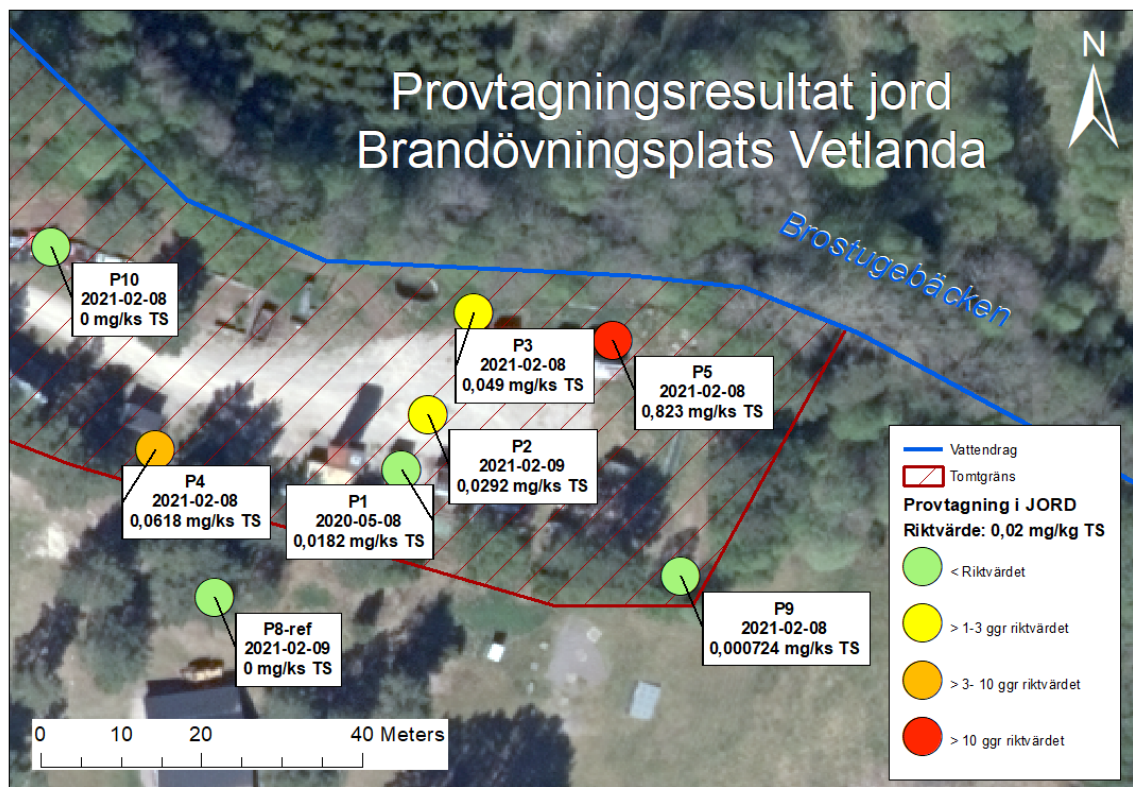 N
Provtagningsresultat jord
Brandövningsplats Vetlanda
Brostugebäcken
P10
2021-02-08
0 mg/ks TS
P3
2021-02-08
0,049 mg/ks TS
P5
2021-02-08
0,823 mg/ks TS
P2
2021-02-09
0,0292 mg/ks TS
P4
2021-02-08
0,0618 mg/ks TS
P1
2020-05-08
0,0182 mg/ks TS
P8-ref
2021-02-09
0 mg/ks TS
P9
2021-02-08
0,000724 mg/ks TS
Vattendrag
Tomtgräns
Provtagning i JORD
Riktvärde: 0,02 mg/kg TS
< Riktvärdet
> 1-3 ggr riktvärdet
> 3- 10 ggr riktvärdet
> 10 ggr riktvärdet
0 10 20 40 Meters